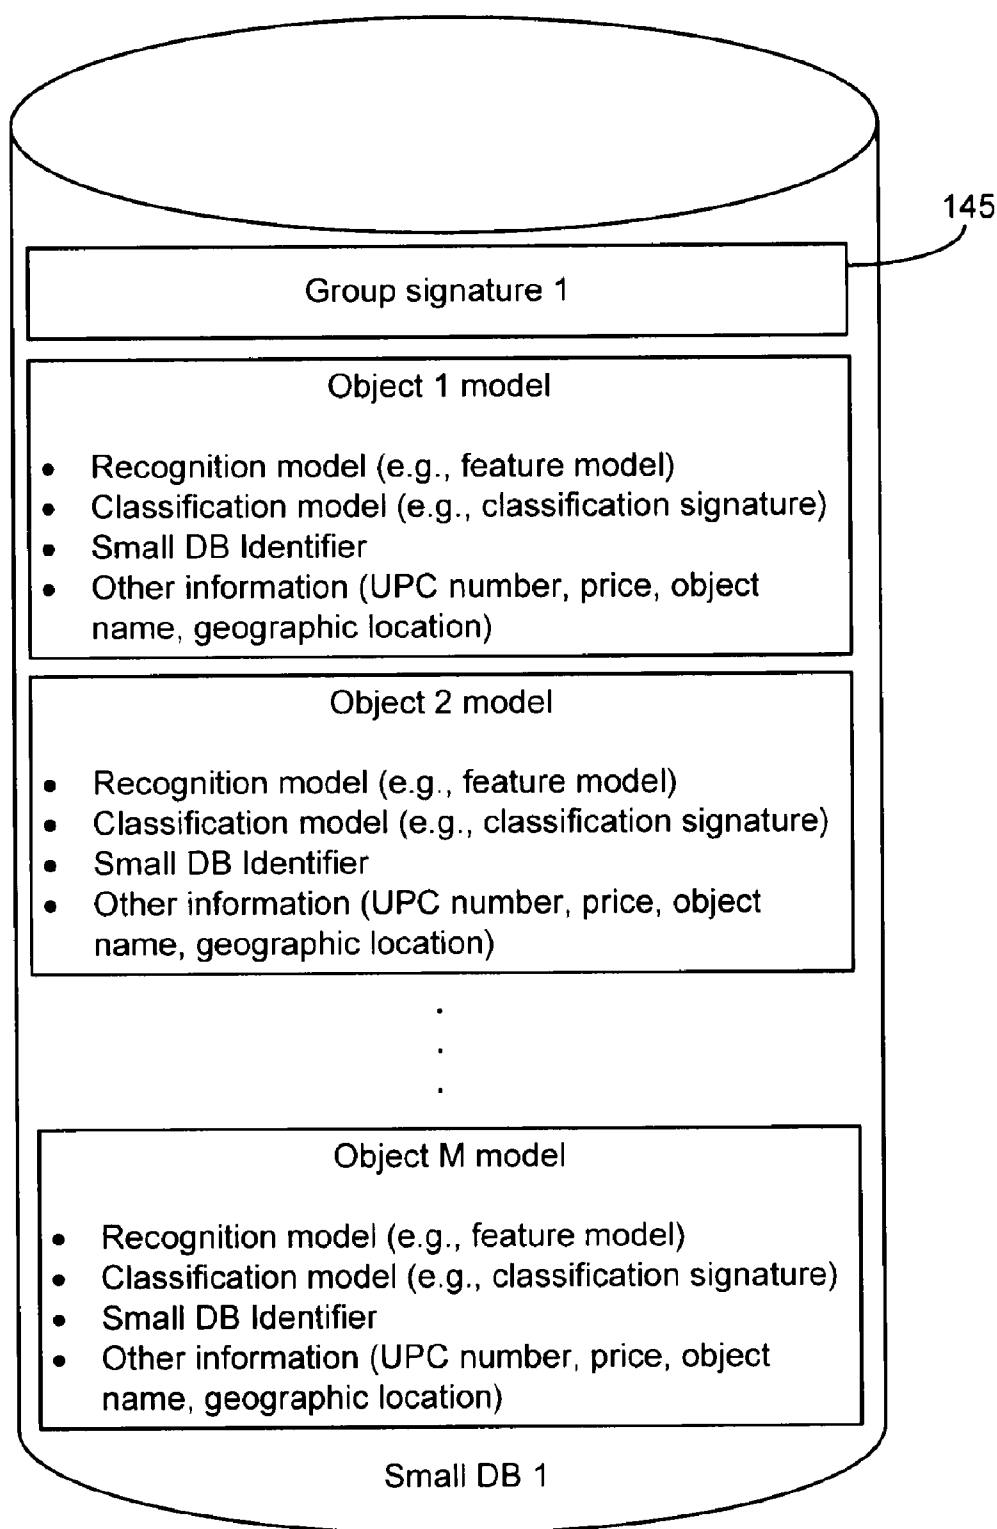 145
Group signature 1
Object 1 model
• Recognition model (e.g., feature model)
• Classification model (e.g., classification signature)
• Small DB Identifier
• Other information (UPC number, price, object
name, geographic location)
Object 2 model
• Recognition model (e.g., feature model)
• Classification model (e.g., classification signature)
• Small DB Identifier
• Other information (UPC number, price, object
name, geographic location)
.
.
.
Object M model
• Recognition model (e.g., feature model)
• Classification model (e.g., classification signature)
• Small DB Identifier
• Other information (UPC number, price, object
name, geographic location)
Small DB 1